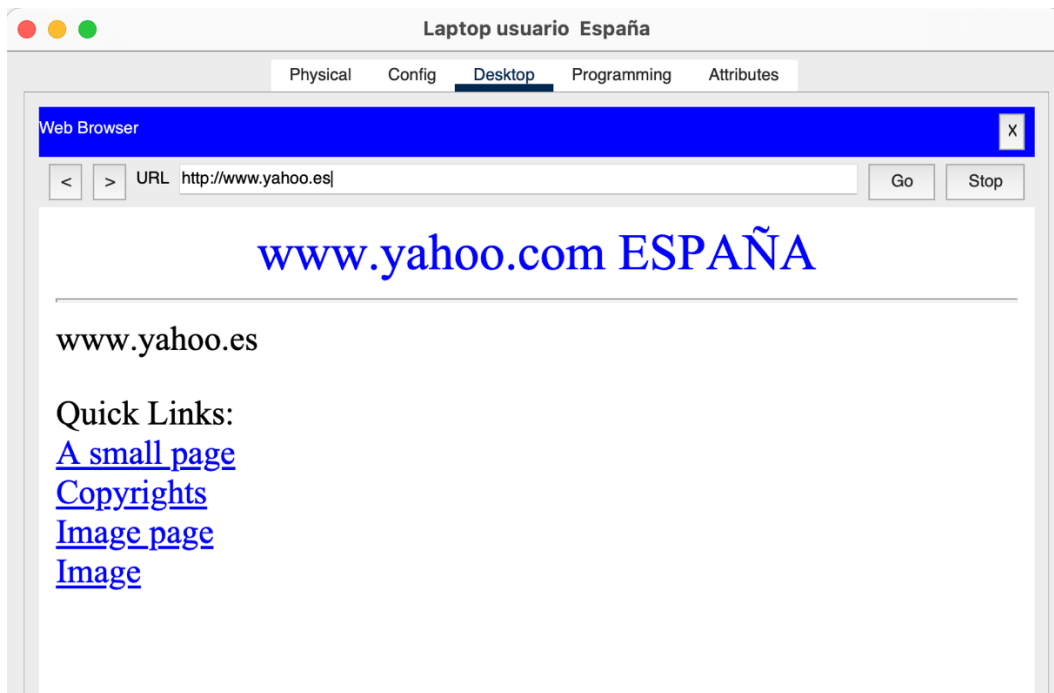 Laptop usuario España
Physical Config Desktop Programming Attributes
Web Browser X
< > URL http://www.yahoo.es Go Stop
www.yahoo.com ESPAÑA
www.yahoo.es
Quick Links:
A small page
Copyrights
Image page
Image